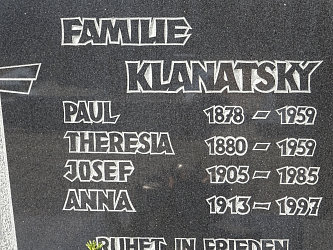 FAMILIE
KLANATSKY
PAUL 1878 - 1959
THERESIA 1880 - 1959
JOSEF 1905 - 1985
ANNA 1913 - 1997
RUHET IN FRIEDEN